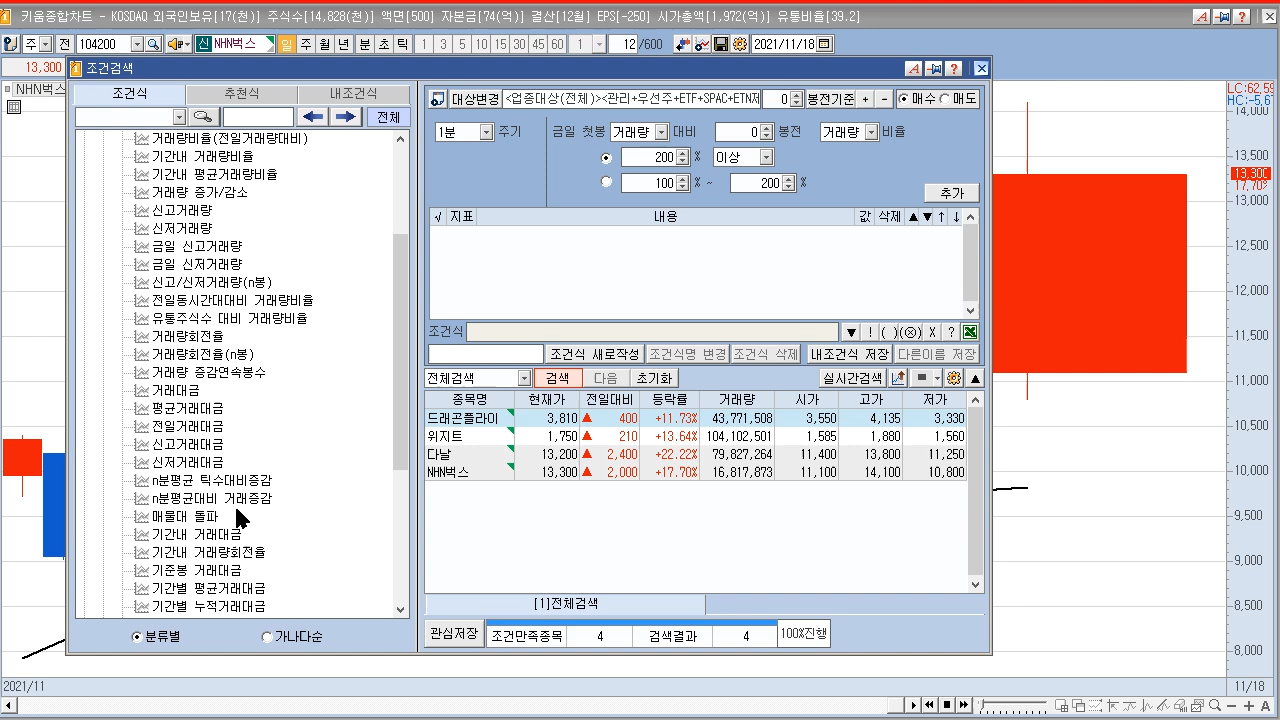 키움종합차트 - KOSDAQ 외국인보유[17(천)] 주식수[14,828(천)] 액면[500] 자본금[74(억)] 결산[12월] EPS[-250] 시가총액[1,972(억)] 유통비율[39.2]
주 전 104200 신 NHN벅스 일 주 월 년 분 초 틱 1 3 5 10 15 30 45 60 1 12 /600 2021/11/18
13,300
NHN벅스
조건검색
조건식 추천식 내조건식
전체
거래량비율(전일거래량대비)
기간내 거래량비율
기간내 평균거래량비율
거래량 증가/감소
신고거래량
신저거래량
금일 신고거래량
금일 신저거래량
신고/신저거래량(n봉)
전일동시간대대비 거래량비율
유통주식수 대비 거래량비율
거래량회전율
거래량회전율(n봉)
거래량 증감연속봉수
거래대금
평균거래대금
전일거래대금
신고거래대금
신저거래대금
n분평균 틱수대비증감
n분평균대비 거래증감
매물대 돌파
기간내 거래대금
기간내 거래량회전율
기준봉 거래대금
기간별 평균거래대금
기간별 누적거래대금
분류별 가나다순
대상변경 <업종대상(전체)><관리+우선주+ETF+SPAC+ETN제 0 봉전기준 + - 매수 매도
1분 주기 금일 첫봉 거래량 대비 0 봉전 거래량 비율
200 % 이상
100 % ~ 200 %
추가
√ 지표 내용 값 삭제 ▲ ▼ ↑ ↓
조건식 ▼ ! ( ) (◎) X ?
조건식 새로작성 조건식명 변경 조건식 삭제 내조건식 저장 다른이름 저장
전체검색 검색 다음 초기화 실시간검색 ▲
종목명 현재가 전일대비 등락률 거래량 시가 고가 저가
드래곤플라이 3,810 ▲ 400 +11.73% 43,771,508 3,550 4,135 3,330
위지트 1,750 ▲ 210 +13.64% 104,102,501 1,585 1,880 1,560
다날 13,200 ▲ 2,400 +22.22% 79,827,264 11,400 13,800 11,250
NHN벅스 13,300 ▲ 2,000 +17.70% 16,817,873 11,100 14,100 10,800
[1]전체검색
관심저장 조건만족종목 4 검색결과 4 100%진행
LC:62,59
HC:-5,6
14,000
13,500
13,300
17,70%
13,000
12,500
12,000
11,500
11,000
10,500
10,000
9,500
9,000
8,500
8,000
2021/11 11/18
A